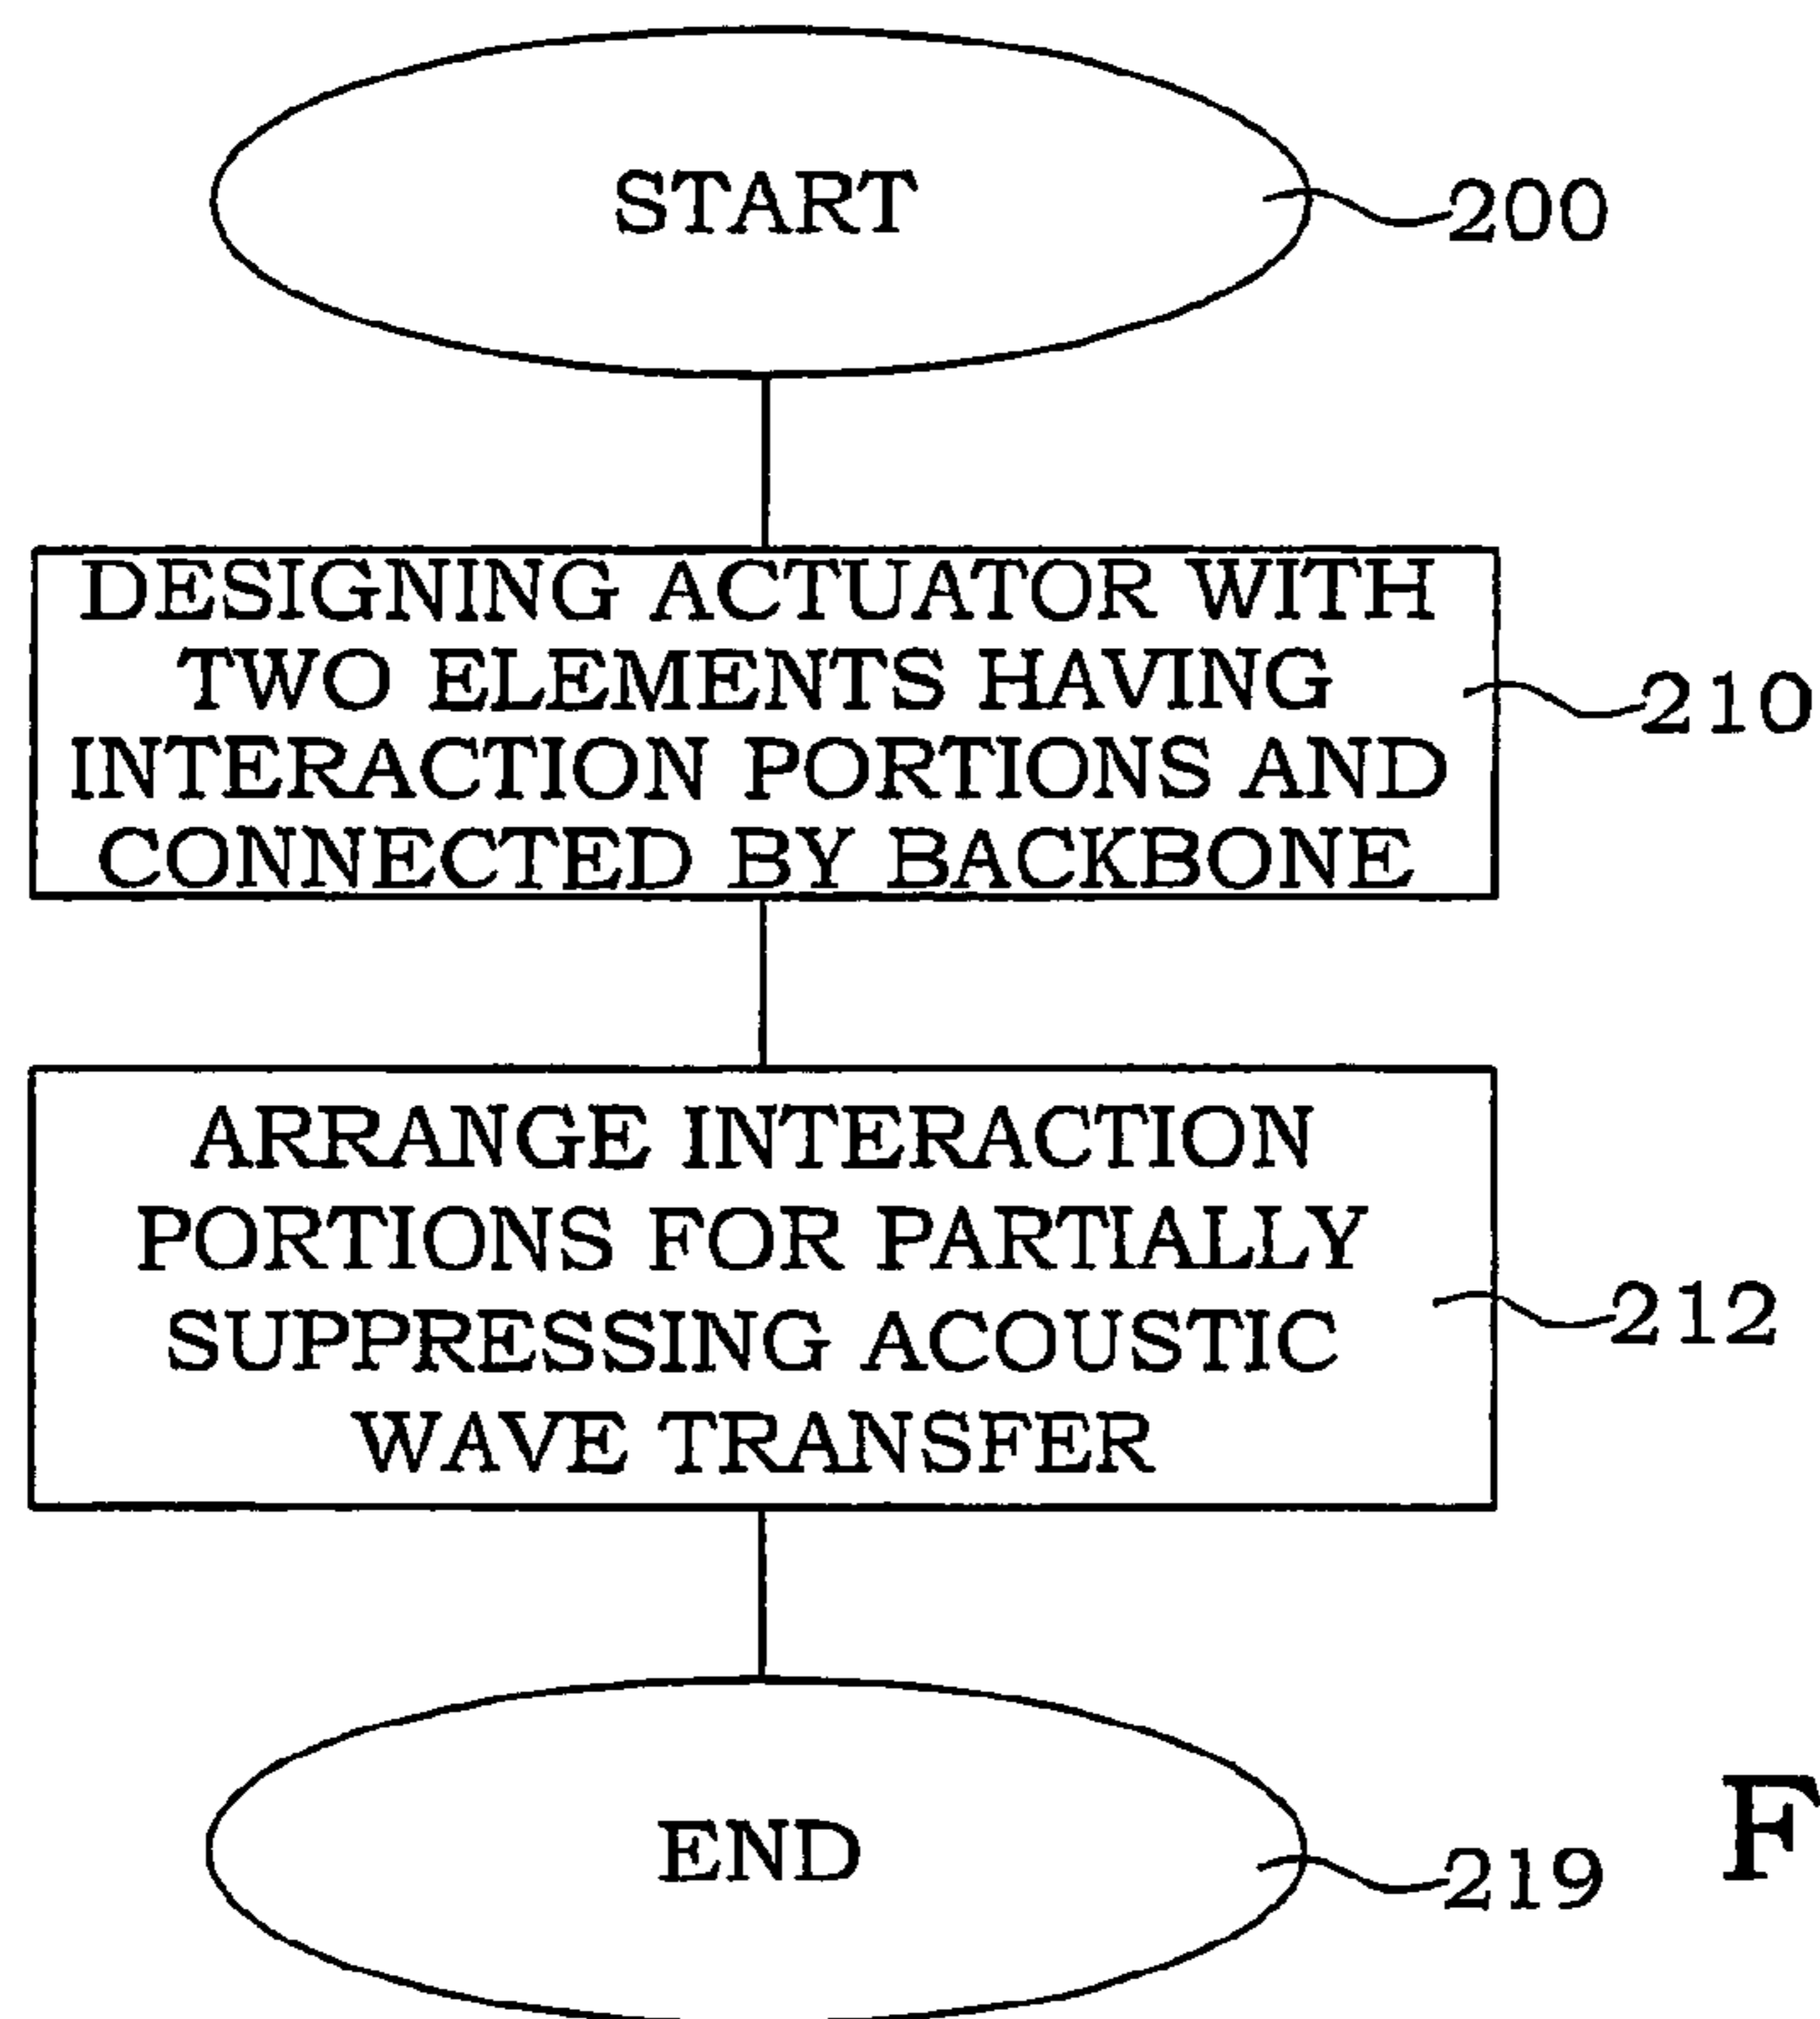 START
200
DESIGNING ACTUATOR WITH
TWO ELEMENTS HAVING
INTERACTION PORTIONS AND
CONNECTED BY BACKBONE
210
ARRANGE INTERACTION
PORTIONS FOR PARTIALLY
SUPPRESSING ACOUSTIC
WAVE TRANSFER
212
END
219
F